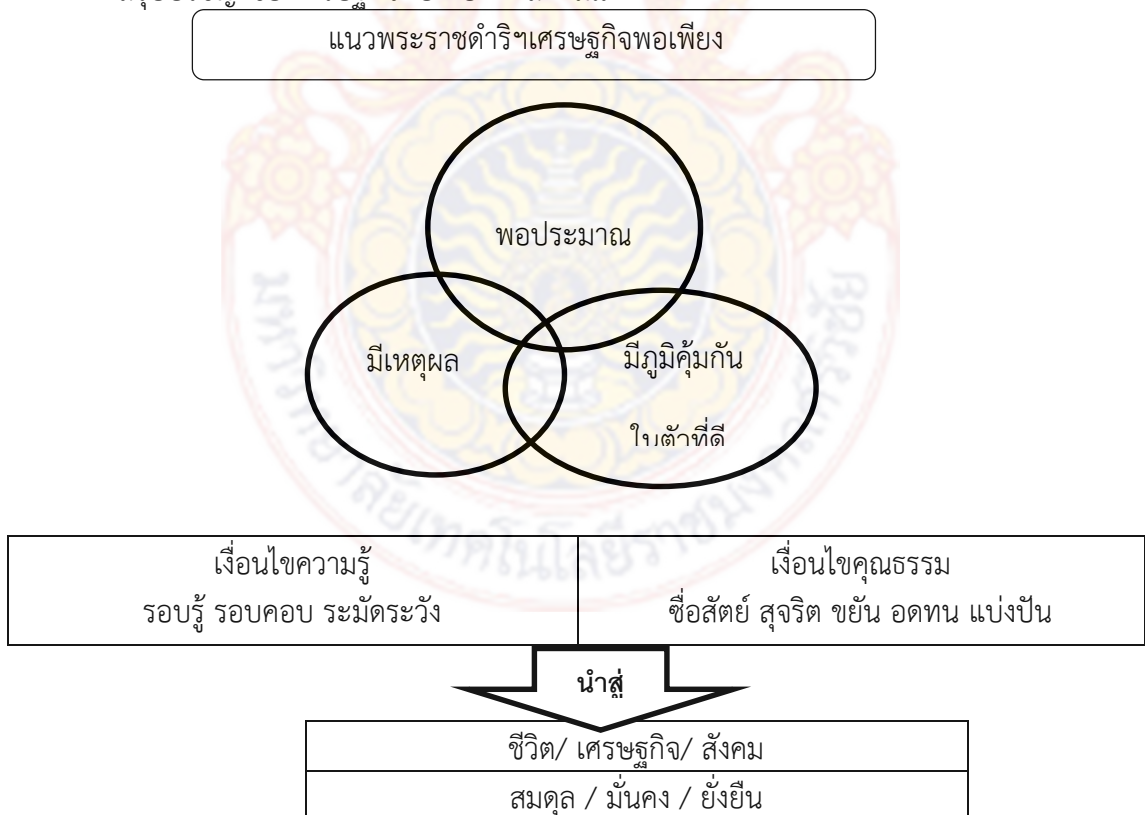 แนวพระราชดำริฯเศรษฐกิจพอเพียง
พอประมาณ
มีเหตุผล
มีภูมิคุ้มกัน
ในตัวที่ดี
เงื่อนไขความรู้
รอบรู้ รอบคอบ ระมัดระวัง
เงื่อนไขคุณธรรม
ซื่อสัตย์ สุจริต ขยัน อดทน แบ่งปัน
นำสู่
ชีวิต/ เศรษฐกิจ/ สังคม
สมดุล / มั่นคง / ยั่งยืน